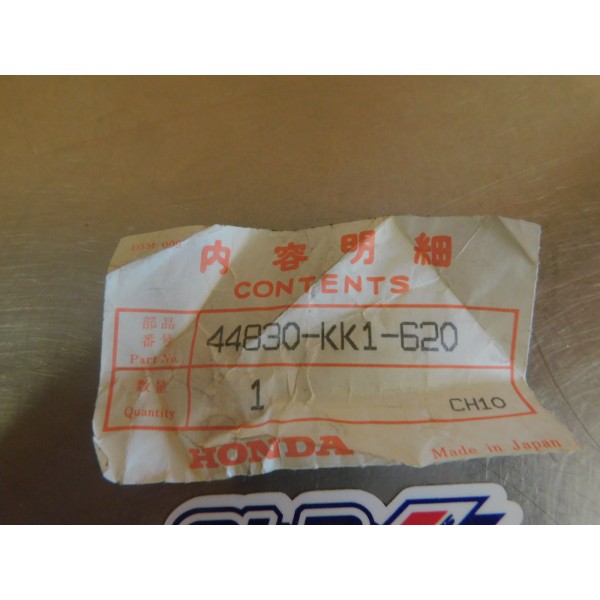 内容明細
CONTENTS
部品
番号
Part No.
44830-KK1-620
数量
Quantity
1
CH10
HONDA
Made in Japan